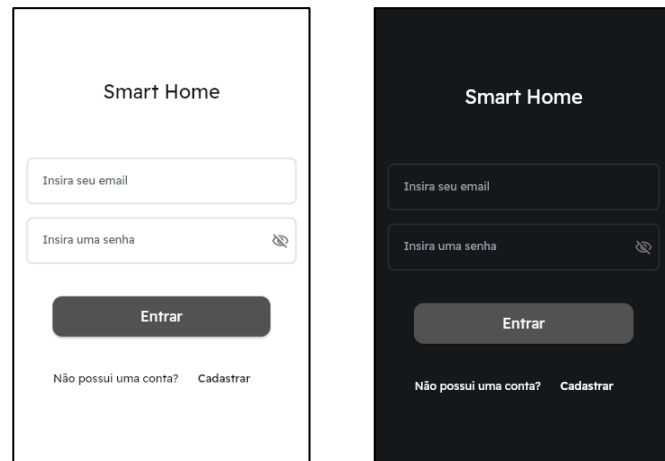 Smart Home
Insira seu email
Insira uma senha
Entrar
Não possui uma conta? Cadastrar
Smart Home
Insira seu email
Insira uma senha
Entrar
Não possui uma conta? Cadastrar